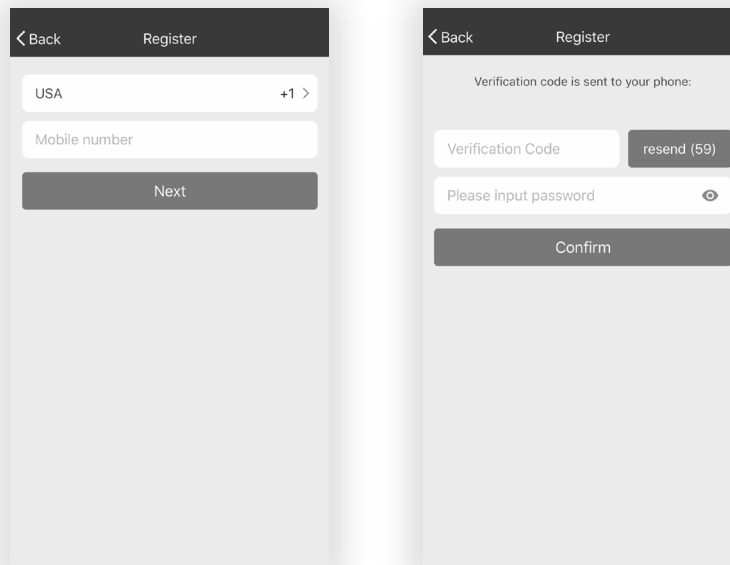 Back Register
USA +1
Mobile number
Next
Back Register
Verification code is sent to your phone:
Verification Code resend (59)
Please input password
Confirm